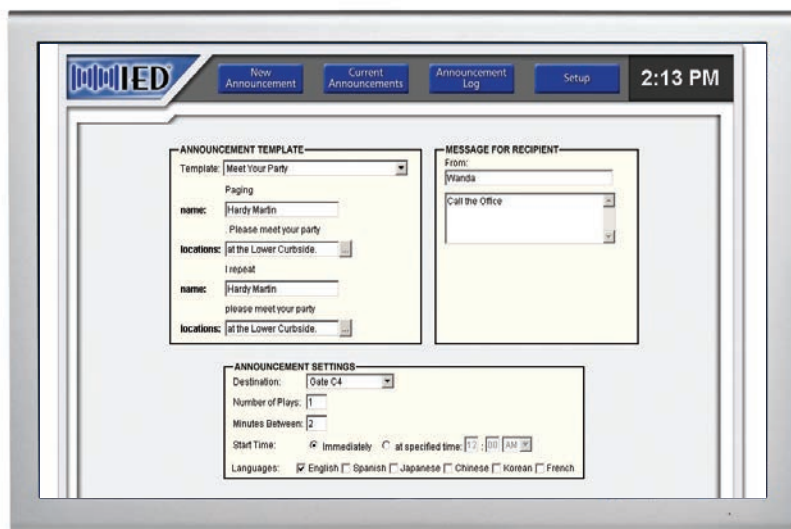 IED
New Announcement
Current Announcements
Announcement Log
Setup
2:13 PM
ANNOUNCEMENT TEMPLATE
Template: Meet Your Party
Paging
name: Hardy Martin
. Please meet your party
locations: at the Lower Curbside. ...
I repeat
name: Hardy Martin
please meet your party
locations: at the Lower Curbside. ...
MESSAGE FOR RECIPIENT
From:
Wanda
Call the Office
ANNOUNCEMENT SETTINGS
Destination: Gate C4
Number of Plays: 1
Minutes Between: 2
Start Time: Immediately at specified time: 12 : 00 AM
Languages: English Spanish Japanese Chinese Korean French